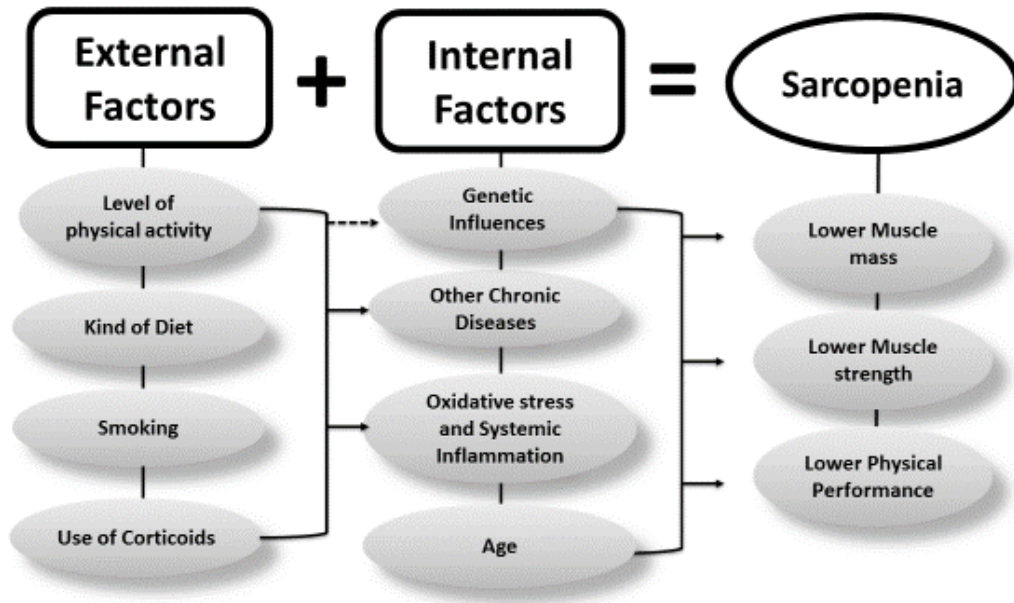 External
Factors
+
Internal
Factors
=
Sarcopenia
Level of
physical activity
Kind of Diet
Smoking
Use of Corticoids
Genetic
Influences
Other Chronic
Diseases
Oxidative stress
and Systemic
Inflammation
Age
Lower Muscle
mass
Lower Muscle
strength
Lower Physical
Performance